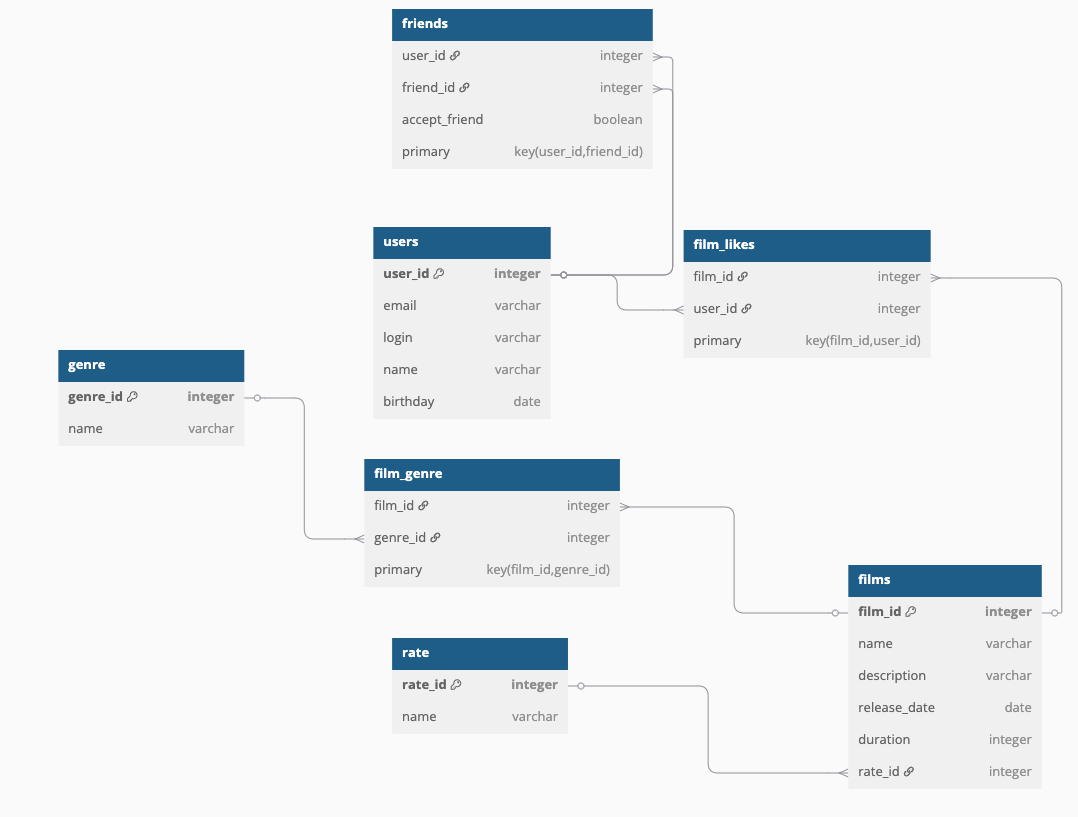 friends
user_id integer
friend_id integer
accept_friend boolean
primary key(user_id,friend_id)
users
user_id integer
email varchar
login varchar
name varchar
birthday date
film_likes
film_id integer
user_id integer
primary key(film_id,user_id)
genre
genre_id integer
name varchar
film_genre
film_id integer
genre_id integer
primary key(film_id,genre_id)
films
film_id integer
name varchar
description varchar
release_date date
duration integer
rate_id integer
rate
rate_id integer
name varchar